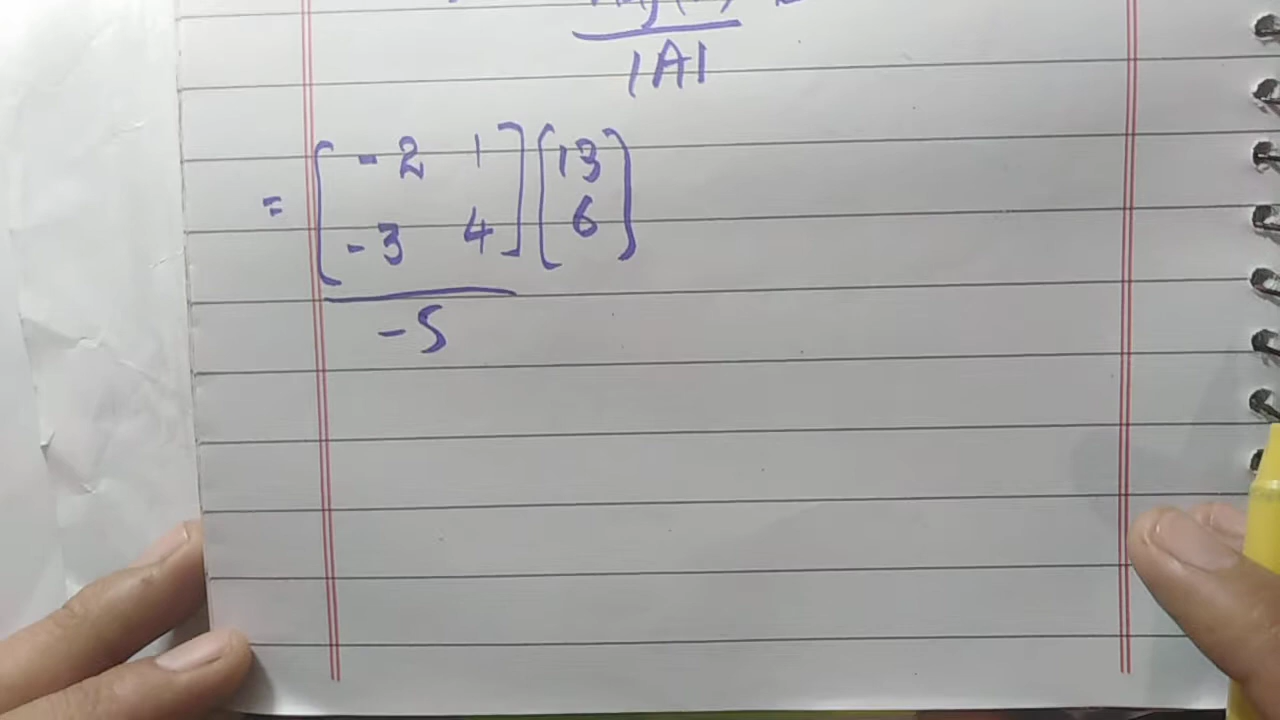 |A|
= [ -2 1 ] [ 13 ]
[ -3 4 ] [ 6 ]
-5